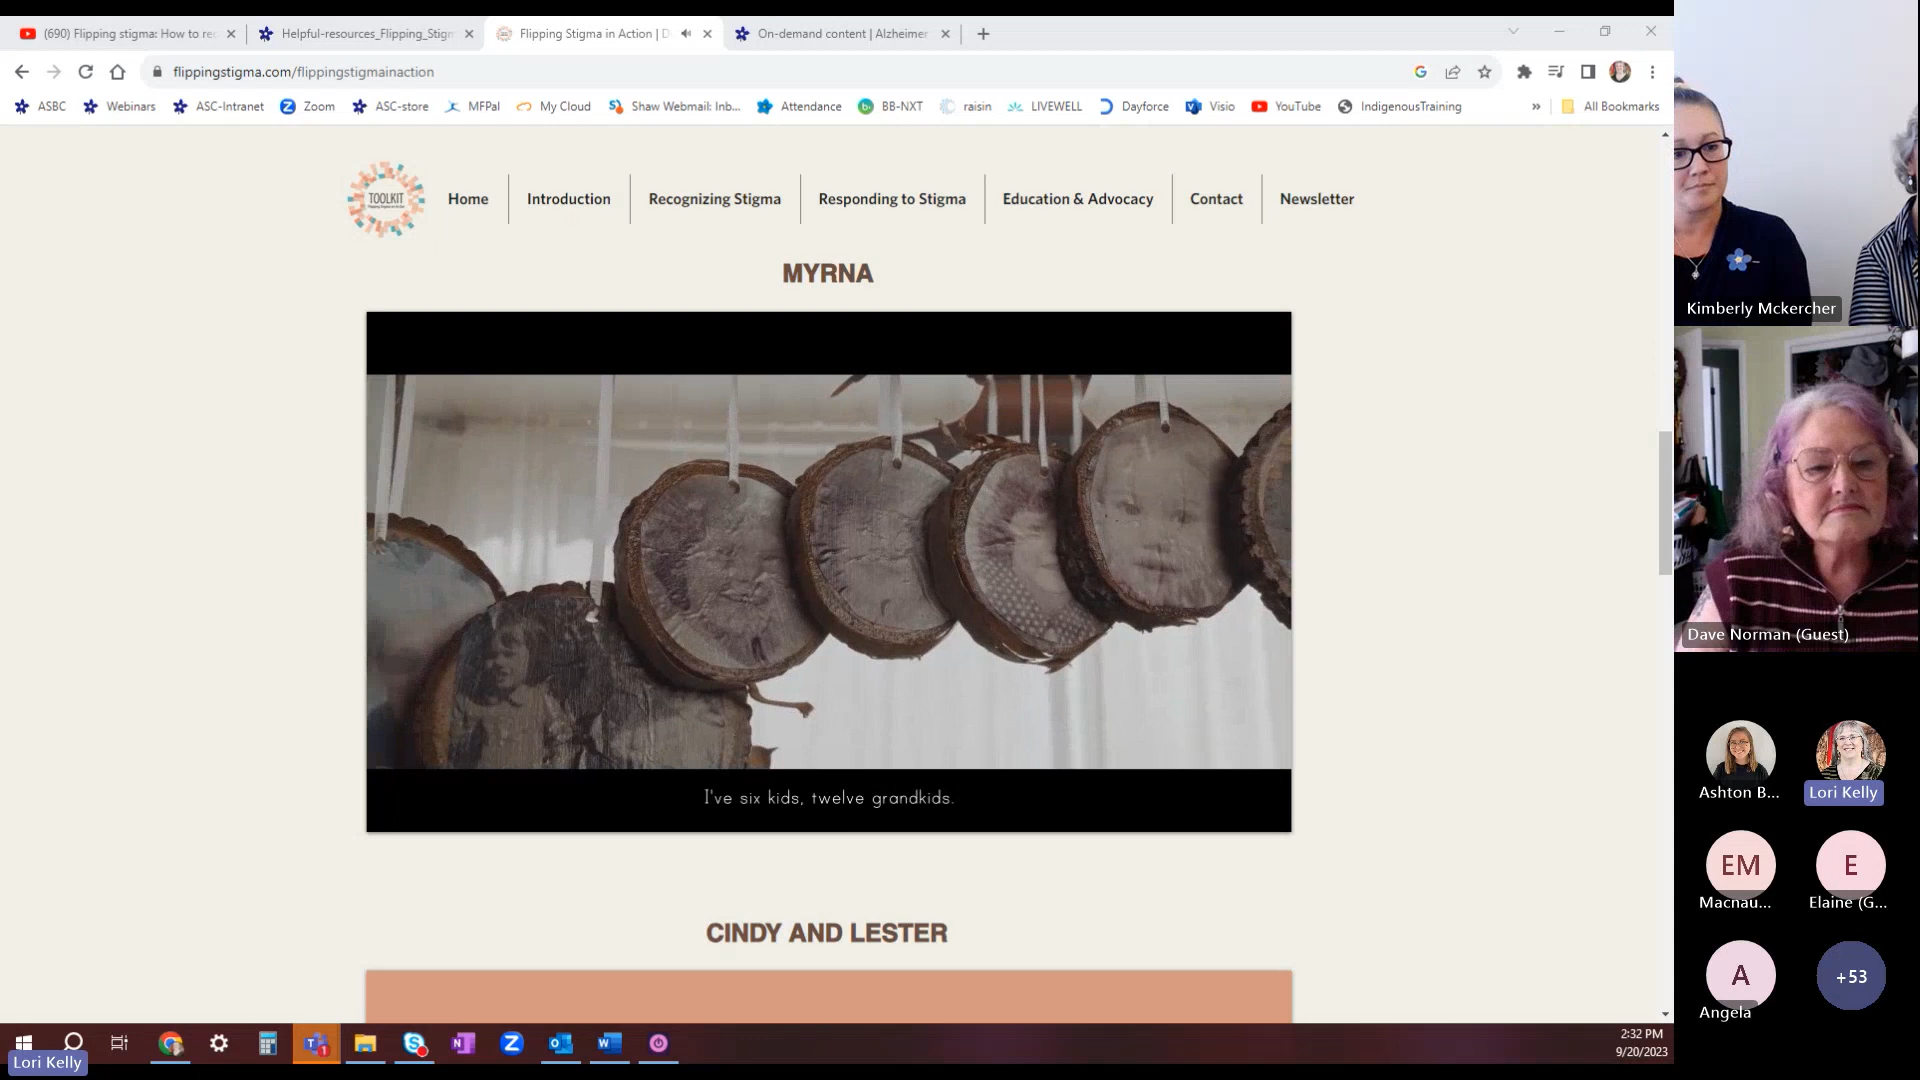 (690) Flipping stigma: How to rec
Helpful-resources_Flipping_Stigm
Flipping Stigma in Action | D
On-demand content | Alzheimer
flippingstigma.com/flippingstigmainaction
ASBC
Webinars
ASC-Intranet
Zoom
ASC-store
MFPal
My Cloud
Shaw Webmail: Inb...
Attendance
BB-NXT
raisin
LIVEWELL
Dayforce
Visio
YouTube
IndigenousTraining
»
All Bookmarks
TOOLKIT
Home
Introduction
Recognizing Stigma
Responding to Stigma
Education & Advocacy
Contact
Newsletter
MYRNA
I've six kids, twelve grandkids.
CINDY AND LESTER
Kimberly Mckercher
Dave Norman (Guest)
Ashton B...
Lori Kelly
EM
Macnau...
E
Elaine (G...
A
Angela
+53
2:32 PM
9/20/2023
Lori Kelly